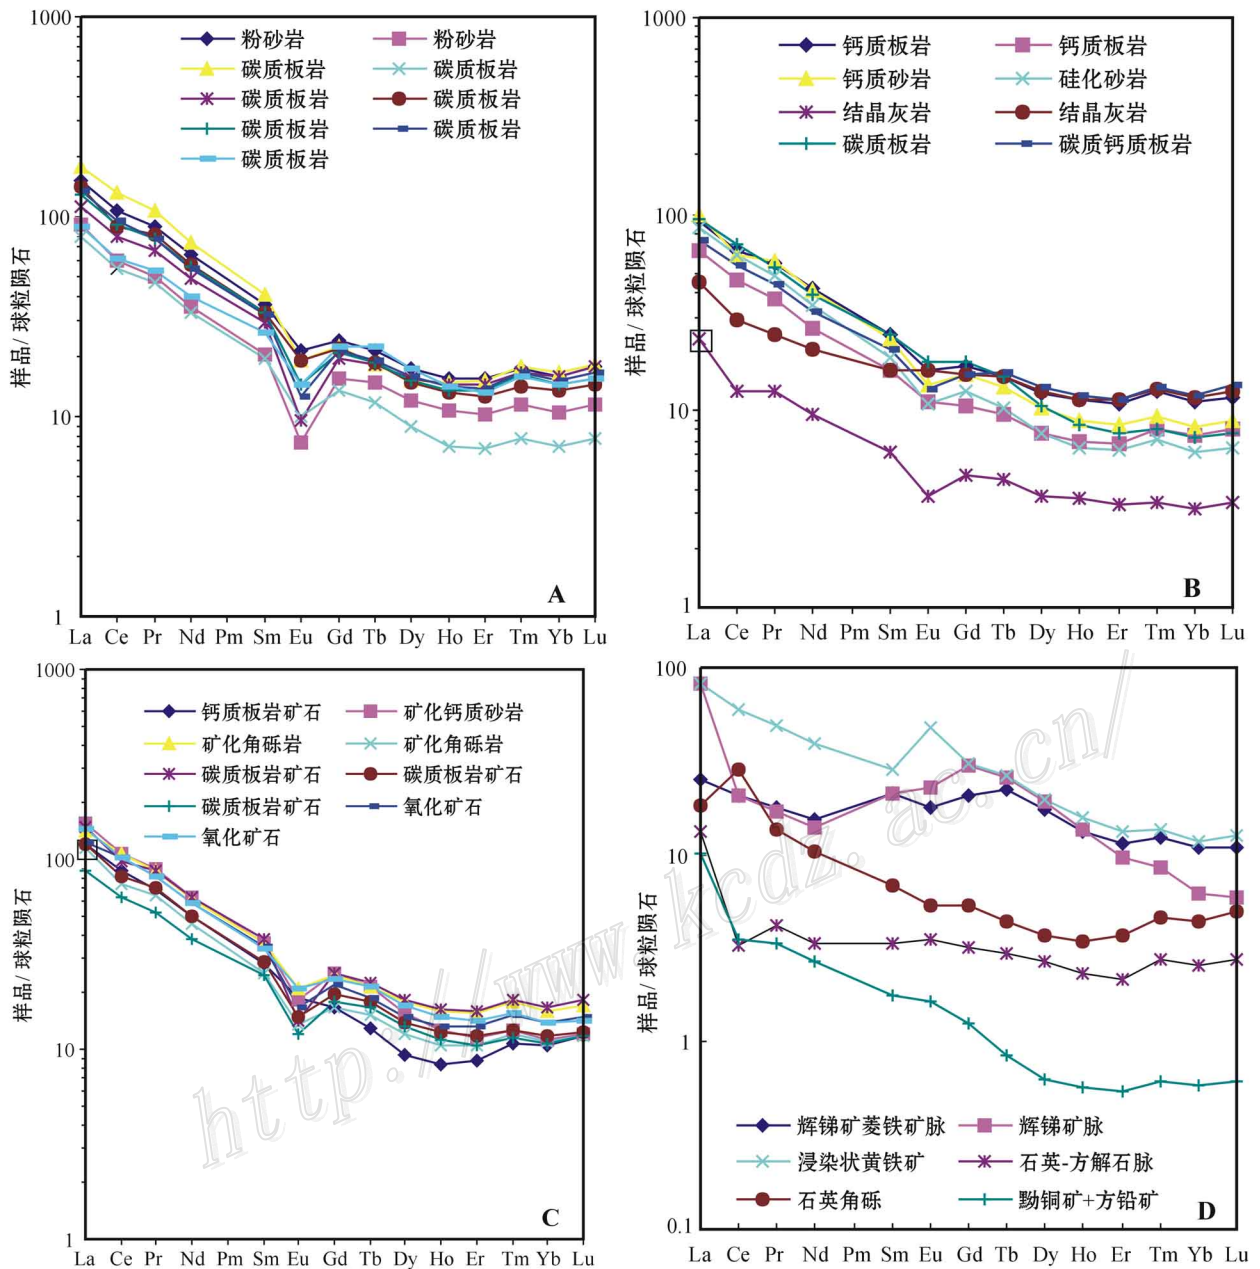 1000
100
10
1
样品/球粒陨石
粉砂岩 粉砂岩
碳质板岩 碳质板岩
碳质板岩 碳质板岩
碳质板岩 碳质板岩
碳质板岩
A
La Ce Pr Nd Pm Sm Eu Gd Tb Dy Ho Er Tm Yb Lu
1000
100
10
1
样品/球粒陨石
钙质板岩 钙质板岩
钙质砂岩 硅化砂岩
结晶灰岩 结晶灰岩
碳质板岩 碳质钙质板岩
B
La Ce Pr Nd Pm Sm Eu Gd Tb Dy Ho Er Tm Yb Lu
1000
100
10
1
样品/球粒陨石
钙质板岩矿石 矿化钙质砂岩
矿化角砾岩 矿化角砾岩
碳质板岩矿石 碳质板岩矿石
碳质板岩矿石 氧化矿石
氧化矿石
C
La Ce Pr Nd Pm Sm Eu Gd Tb Dy Ho Er Tm Yb Lu
100
10
1
0.1
样品/球粒陨石
辉锑矿菱铁矿脉 辉锑矿脉
浸染状黄铁矿 石英-方解石脉
石英角砾 黝铜矿+方铅矿
D
La Ce Pr Nd Pm Sm Eu Gd Tb Dy Ho Er Tm Yb Lu
http://www.kcdz.ac.cn/